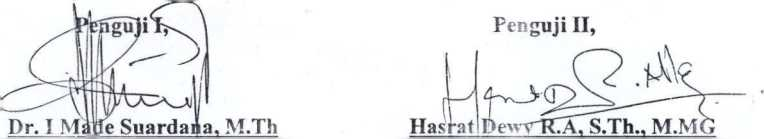 Penguji I, Penguji II,
Dr. I Made Suardana, M.Th Hasrat Dewy R.A, S.Th., M.MG